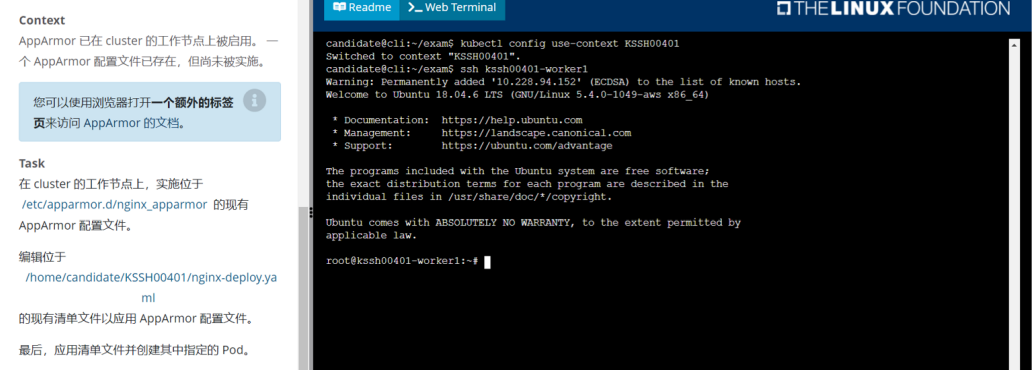 Context
AppArmor 已在 cluster 的工作节点上被启用。 一
个 AppArmor 配置文件已存在，但尚未被实施。
您可以使用浏览器打开一个额外的标签
页来访问 AppArmor 的文档。
i
Task
在 cluster 的工作节点上，实施位于
/etc/apparmor.d/nginx_apparmor 的现有
AppArmor 配置文件。
编辑位于
/home/candidate/KSSH00401/nginx-deploy.ya
ml
的现有清单文件以应用 AppArmor 配置文件。
最后，应用清单文件并创建其中指定的 Pod。
Readme
>_ Web Terminal
THE LINUX FOUNDATION
candidate@cli:~/exam$ kubectl config use-context KSSH00401
Switched to context "KSSH00401".
candidate@cli:~/exam$ ssh kssh00401-worker1
Warning: Permanently added '10.228.94.152' (ECDSA) to the list of known hosts.
Welcome to Ubuntu 18.04.6 LTS (GNU/Linux 5.4.0-1049-aws x86_64)
* Documentation: https://help.ubuntu.com
* Management: https://landscape.canonical.com
* Support: https://ubuntu.com/advantage
The programs included with the Ubuntu system are free software;
the exact distribution terms for each program are described in the
individual files in /usr/share/doc/*/copyright.
Ubuntu comes with ABSOLUTELY NO WARRANTY, to the extent permitted by
applicable law.
root@kssh00401-worker1:~#